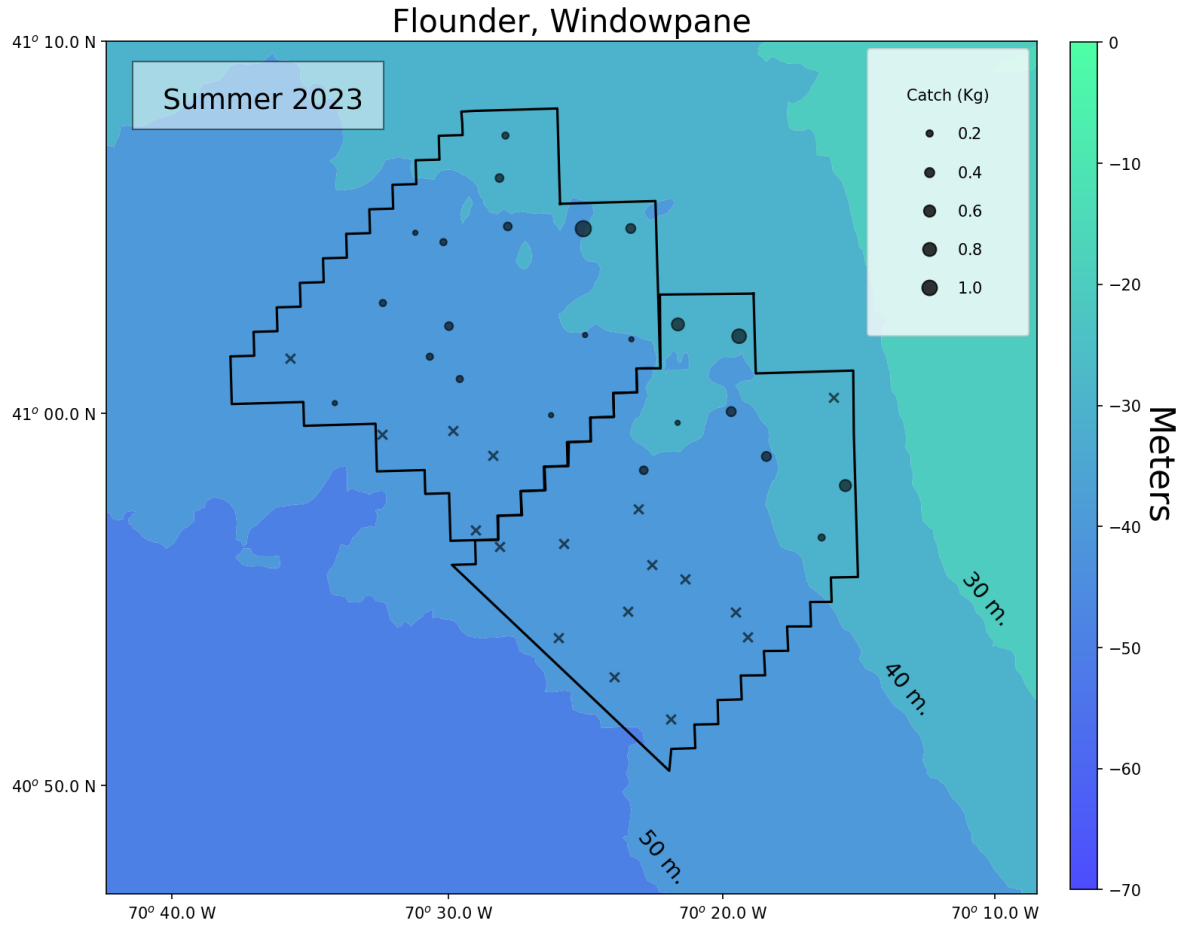 Flounder, Windowpane
41° 10.0 N
41° 00.0 N
40° 50.0 N
Summer 2023
Catch (Kg)
0.2
0.4
0.6
0.8
1.0
30 m.
40 m.
50 m.
70° 40.0 W
70° 30.0 W
70° 20.0 W
70° 10.0 W
0
−10
−20
−30
−40
−50
−60
−70
Meters